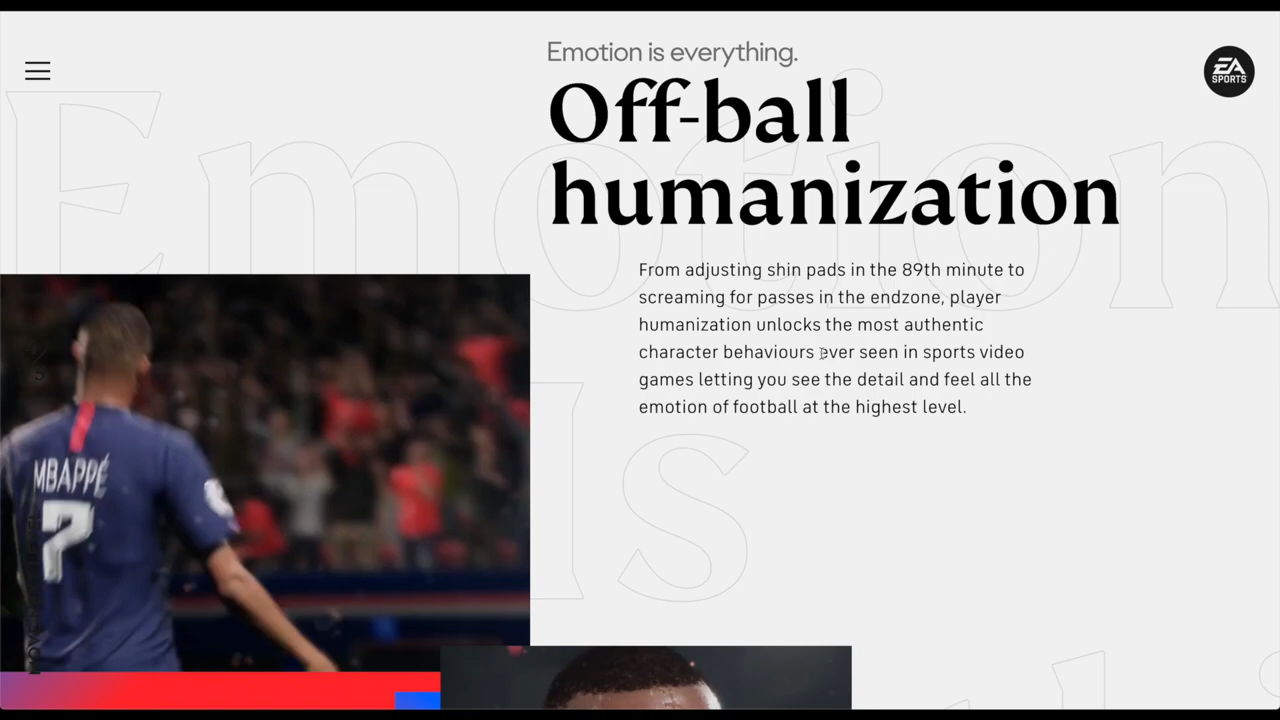 Emotion is everything.
Off-ball
humanization
EA
SPORTS
From adjusting shin pads in the 89th minute to
screaming for passes in the endzone, player
humanization unlocks the most authentic
character behaviours ever seen in sports video
games letting you see the detail and feel all the
emotion of football at the highest level.
Emotion
Is
MBAPPÉ
7